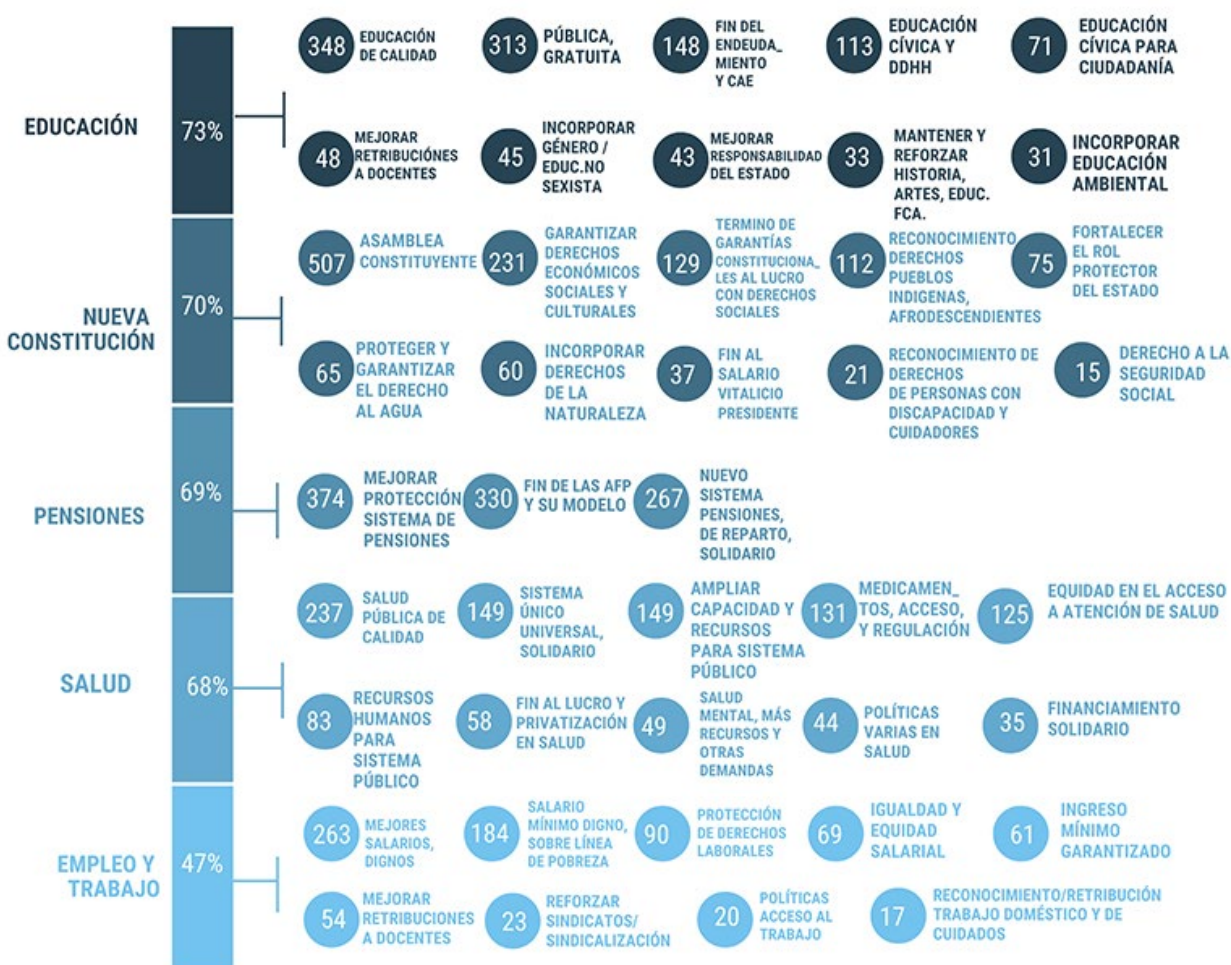 EDUCACIÓN
73%
348
EDUCACIÓN
DE CALIDAD
313
PÚBLICA,
GRATUITA
148
FIN DEL
ENDEUDA_
MIENTO
Y CAE
113
EDUCACIÓN
CÍVICA Y
DDHH
71
EDUCACIÓN
CÍVICA PARA
CIUDADANÍA
48
MEJORAR
RETRIBUCIÓNES
A DOCENTES
45
INCORPORAR
GÉNERO /
EDUC.NO
SEXISTA
43
MEJORAR
RESPONSABILIDAD
DEL ESTADO
33
MANTENER Y
REFORZAR
HISTORIA,
ARTES, EDUC.
FCA.
31
INCORPORAR
EDUCACIÓN
AMBIENTAL
NUEVA
CONSTITUCIÓN
70%
507
ASAMBLEA
CONSTITUYENTE
231
GARANTIZAR
DERECHOS
ECONÓMICOS
SOCIALES Y
CULTURALES
129
TERMINO DE
GARANTÍAS
CONSTITUCIONA_
LES AL LUCRO
CON DERECHOS
SOCIALES
112
RECONOCIMIENTO
DERECHOS
PUEBLOS
INDIGENAS,
AFRODESCENDIENTES
75
FORTALECER
EL ROL
PROTECTOR
DEL ESTADO
65
PROTEGER Y
GARANTIZAR
EL DERECHO
AL AGUA
60
INCORPORAR
DERECHOS
DE LA
NATURALEZA
37
FIN AL
SALARIO
VITALICIO
PRESIDENTE
21
RECONOCIMIENTO DE
DERECHOS
DE PERSONAS CON
DISCAPACIDAD Y
CUIDADORES
15
DERECHO A LA
SEGURIDAD
SOCIAL
PENSIONES
69%
374
MEJORAR
PROTECCIÓN
SISTEMA DE
PENSIONES
330
FIN DE LAS AFP
Y SU MODELO
267
NUEVO
SISTEMA
PENSIONES,
DE REPARTO,
SOLIDARIO
SALUD
68%
237
SALUD
PÚBLICA DE
CALIDAD
149
SISTEMA
ÚNICO
UNIVERSAL,
SOLIDARIO
149
AMPLIAR
CAPACIDAD Y
RECURSOS
PARA SISTEMA
PÚBLICO
131
MEDICAMEN_
TOS, ACCESO,
Y REGULACIÓN
125
EQUIDAD EN EL ACCESO
A ATENCIÓN DE SALUD
83
RECURSOS
HUMANOS
PARA
SISTEMA
PÚBLICO
58
FIN AL LUCRO Y
PRIVATIZACIÓN
EN SALUD
49
SALUD
MENTAL, MÁS
RECURSOS Y
OTRAS
DEMANDAS
44
POLÍTICAS
VARIAS EN
SALUD
35
FINANCIAMIENTO
SOLIDARIO
EMPLEO Y
TRABAJO
47%
263
MEJORES
SALARIOS,
DIGNOS
184
SALARIO
MÍNIMO DIGNO,
SOBRE LÍNEA
DE POBREZA
90
PROTECCIÓN
DE DERECHOS
LABORALES
69
IGUALDAD Y
EQUIDAD
SALARIAL
61
INGRESO
MÍNIMO
GARANTIZADO
54
MEJORAR
RETRIBUCIONES
A DOCENTES
23
REFORZAR
SINDICATOS/
SINDICALIZACIÓN
20
POLÍTICAS
ACCESO AL
TRABAJO
17
RECONOCIMIENTO/RETRIBUCIÓN
TRABAJO DOMÉSTICO Y DE
CUIDADOS